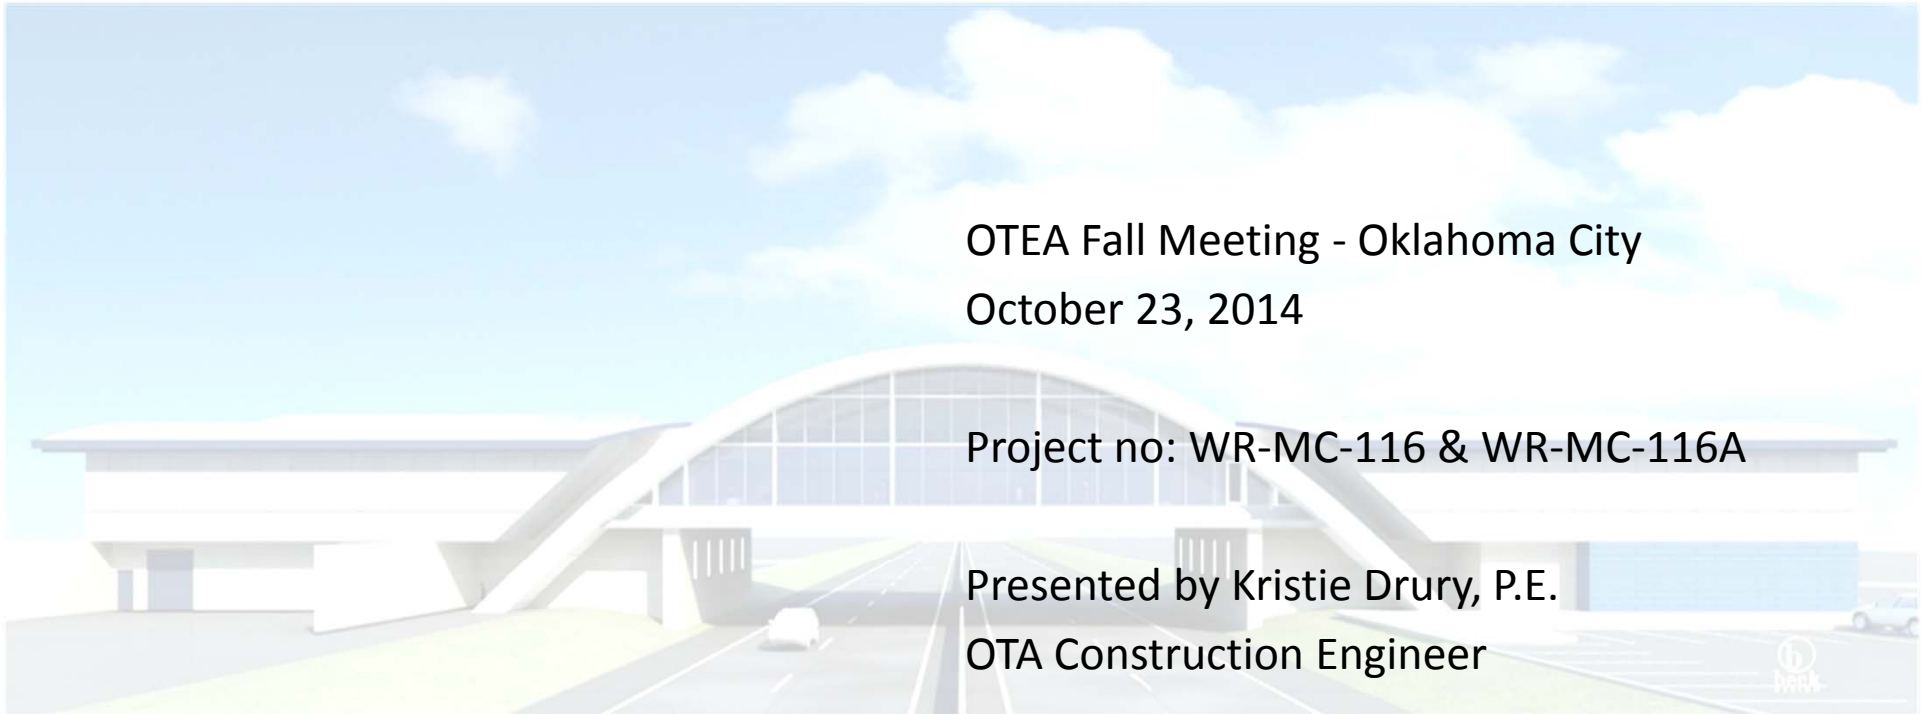 OTEA Fall Meeting - Oklahoma City
October 23, 2014
Project no: WR-MC-116 & WR-MC-116A
Presented by Kristie Drury, P.E.
OTA Construction Engineer
beck